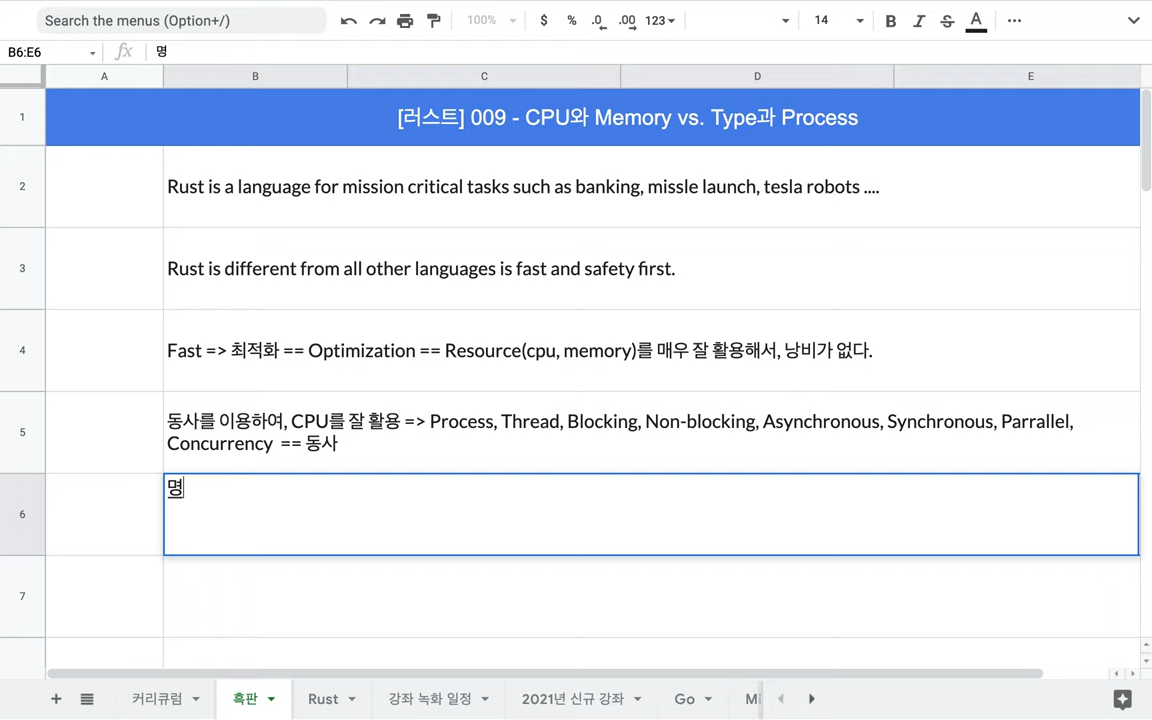 Search the menus (Option+/)
100%
$ % .0 .00 123
14
B I S A
B6:E6
fx
명
A B C D E
1
[러스트] 009 - CPU와 Memory vs. Type과 Process
2
Rust is a language for mission critical tasks such as banking, missle launch, tesla robots ....
3
Rust is different from all other languages is fast and safety first.
4
Fast => 최적화 == Optimization == Resource(cpu, memory)를 매우 잘 활용해서, 낭비가 없다.
5
동사를 이용하여, CPU를 잘 활용 => Process, Thread, Blocking, Non-blocking, Asynchronous, Synchronous, Parrallel,
Concurrency == 동사
6
명
7
커리큐럼 흑판 Rust 강좌 녹화 일정 2021년 신규 강좌 Go